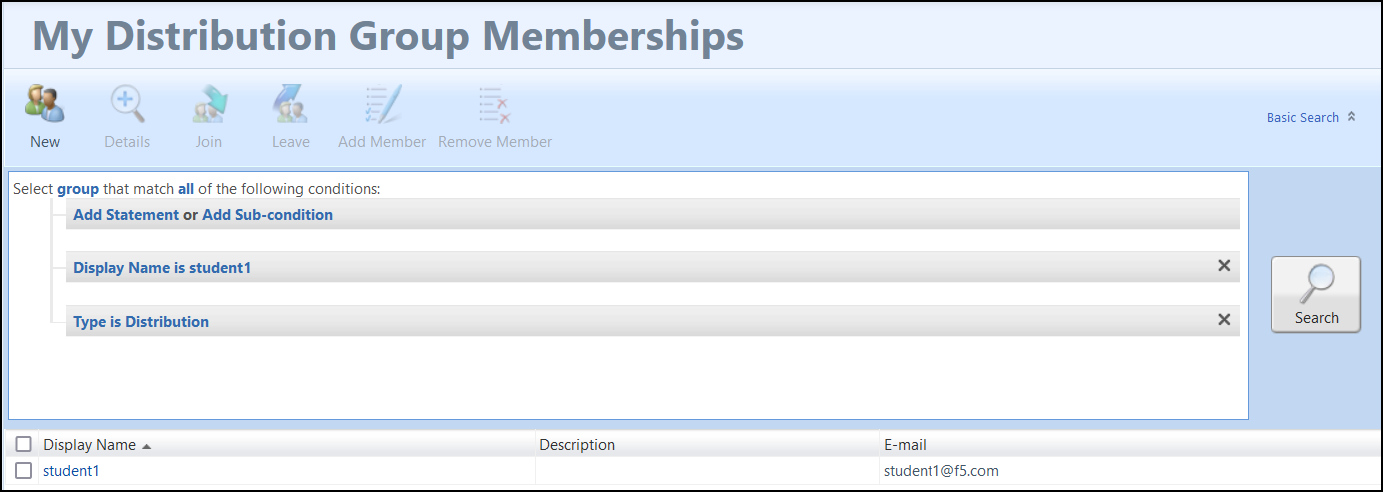 My Distribution Group Memberships
New Details Join Leave Add Member Remove Member
Basic Search
Select group that match all of the following conditions:
Add Statement or Add Sub-condition
Display Name is student1
Type is Distribution
Search
Display Name Description E-mail
student1 student1@f5.com